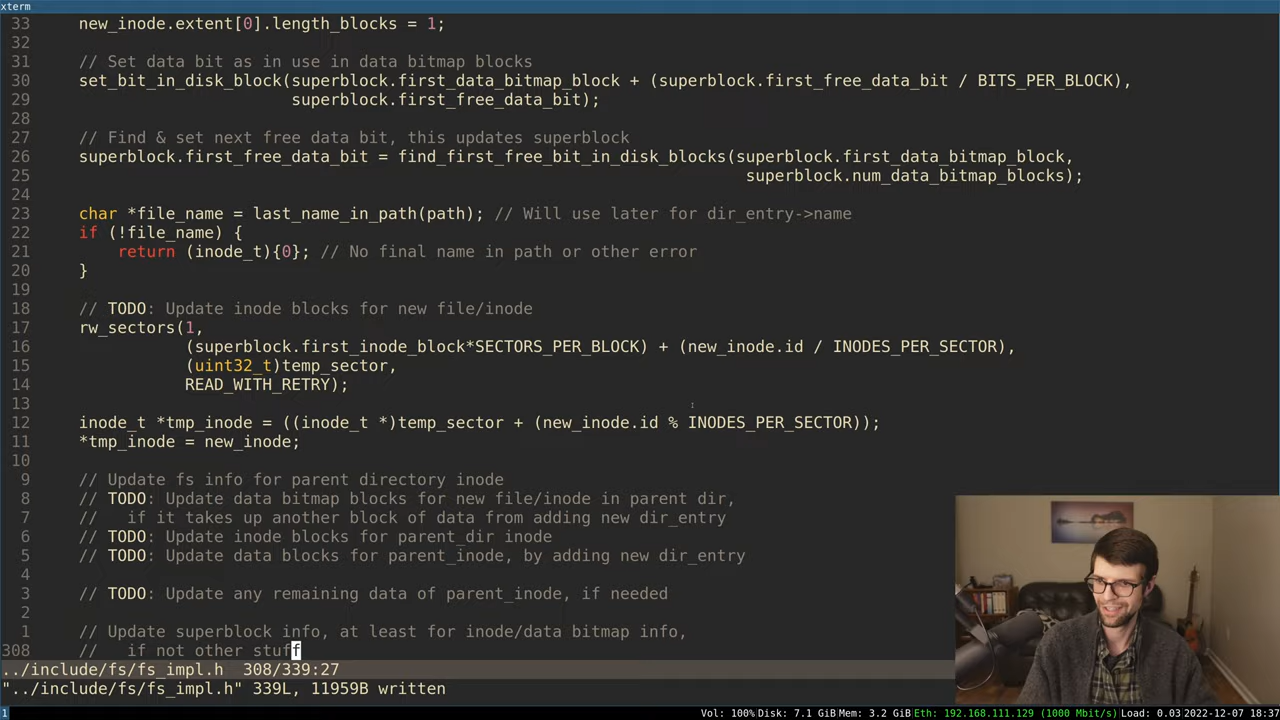 xterm
33 new_inode.extent[0].length_blocks = 1;
32
31 // Set data bit as in use in data bitmap blocks
30 set_bit_in_disk_block(superblock.first_data_bitmap_block + (superblock.first_free_data_bit / BITS_PER_BLOCK),
29 superblock.first_free_data_bit);
28
27 // Find & set next free data bit, this updates superblock
26 superblock.first_free_data_bit = find_first_free_bit_in_disk_blocks(superblock.first_data_bitmap_block,
25 superblock.num_data_bitmap_blocks);
24
23 char *file_name = last_name_in_path(path); // Will use later for dir_entry->name
22 if (!file_name) {
21 return (inode_t){0}; // No final name in path or other error
20 }
19
18 // TODO: Update inode blocks for new file/inode
17 rw_sectors(1,
16 (superblock.first_inode_block*SECTORS_PER_BLOCK) + (new_inode.id / INODES_PER_SECTOR),
15 (uint32_t)temp_sector,
14 READ_WITH_RETRY);
13
12 inode_t *tmp_inode = ((inode_t *)temp_sector + (new_inode.id % INODES_PER_SECTOR));
11 *tmp_inode = new_inode;
10
9 // Update fs info for parent directory inode
8 // TODO: Update data bitmap blocks for new file/inode in parent dir,
7 // if it takes up another block of data from adding new dir_entry
6 // TODO: Update inode blocks for parent_dir inode
5 // TODO: Update data blocks for parent_inode, by adding new dir_entry
4
3 // TODO: Update any remaining data of parent_inode, if needed
2
1 // Update superblock info, at least for inode/data bitmap info,
308 // if not other stuff
../include/fs/fs_impl.h 308/339:27
"../include/fs/fs_impl.h" 339L, 11959B written
1 Vol: 100% Disk: 7.1 GiB Mem: 3.2 GiB Eth: 192.168.111.129 (1000 Mbit/s) Load: 0.03 2022-12-07 18:37